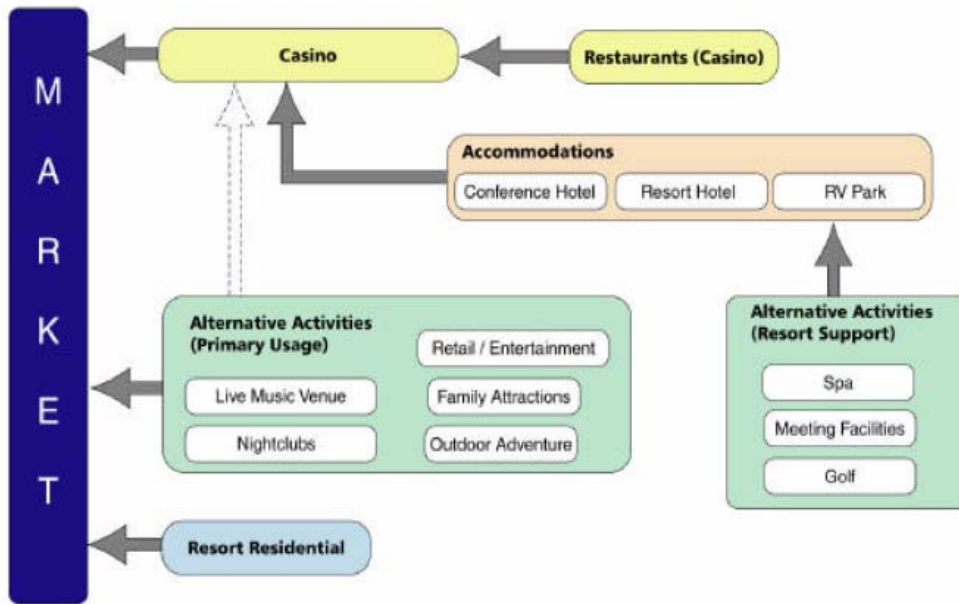 MARKET
Casino
Restaurants (Casino)
Accommodations
Conference Hotel
Resort Hotel
RV Park
Alternative Activities
(Primary Usage)
Retail / Entertainment
Live Music Venue
Family Attractions
Nightclubs
Outdoor Adventure
Alternative Activities
(Resort Support)
Spa
Meeting Facilities
Golf
Resort Residential